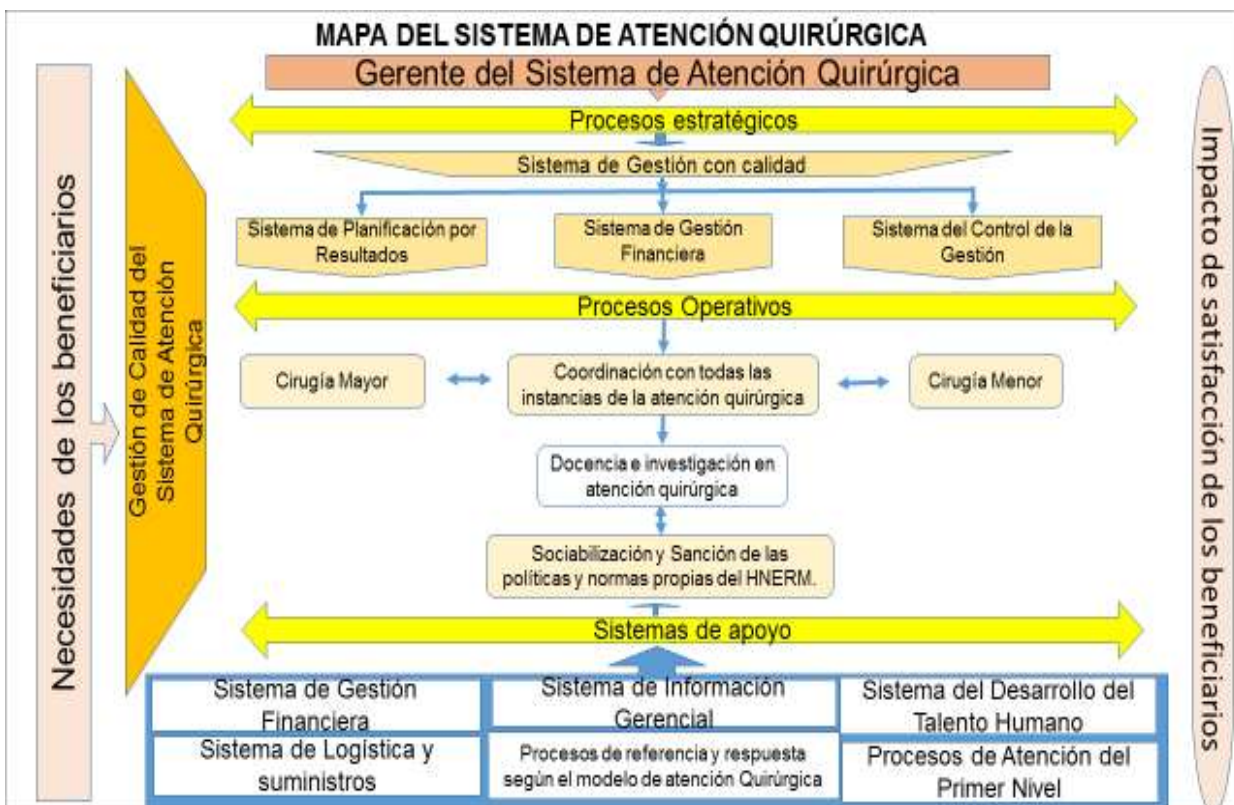 MAPA DEL SISTEMA DE ATENCIÓN QUIRÚRGICA
Gerente del Sistema de Atención Quirúrgica
Procesos estratégicos
Sistema de Gestión con calidad
Sistema de Planificación por
Resultados
Sistema de Gestión
Financiera
Sistema del Control de la
Gestión
Procesos Operativos
Cirugía Mayor
Coordinación con todas las
instancias de la atención quirúrgica
Cirugía Menor
Docencia e investigación en
atención quirúrgica
Sociabilización y Sanción de las
políticas y normas propias del HNERM.
Sistemas de apoyo
Sistema de Gestión
Financiera
Sistema de Información
Gerencial
Sistema del Desarrollo del
Talento Humano
Sistema de Logística y
suministros
Procesos de referencia y respuesta
según el modelo de atención Quirúrgica
Procesos de Atención del
Primer Nivel
Necesidades de los beneficiarios
Gestión de Calidad del
Sistema de Atención
Quirúrgica
Impacto de satisfacción de los beneficiarios